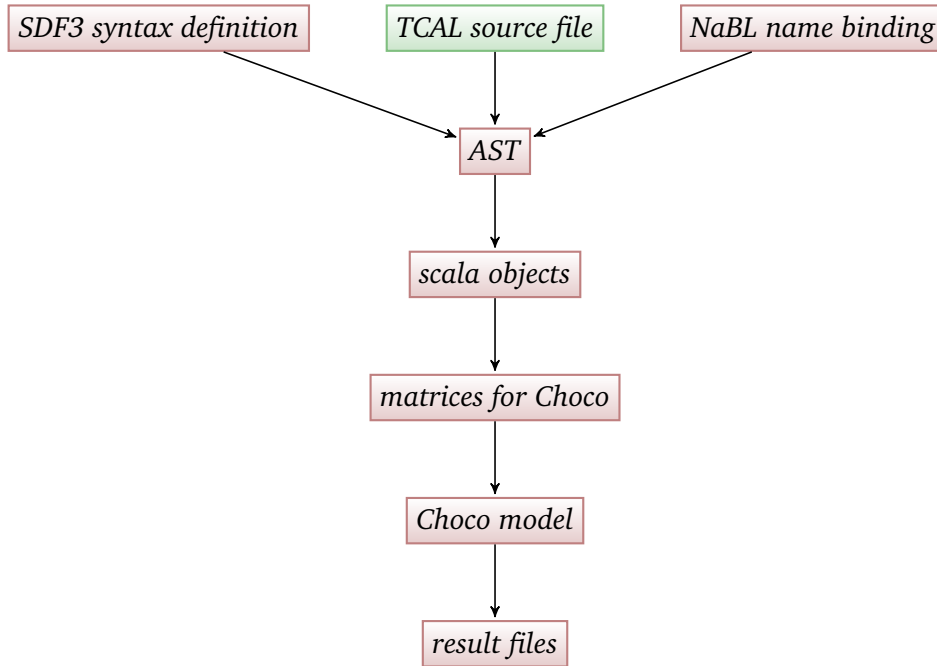 SDF3 syntax definition
TCAL source file
NaBL name binding
AST
scala objects
matrices for Choco
Choco model
result files